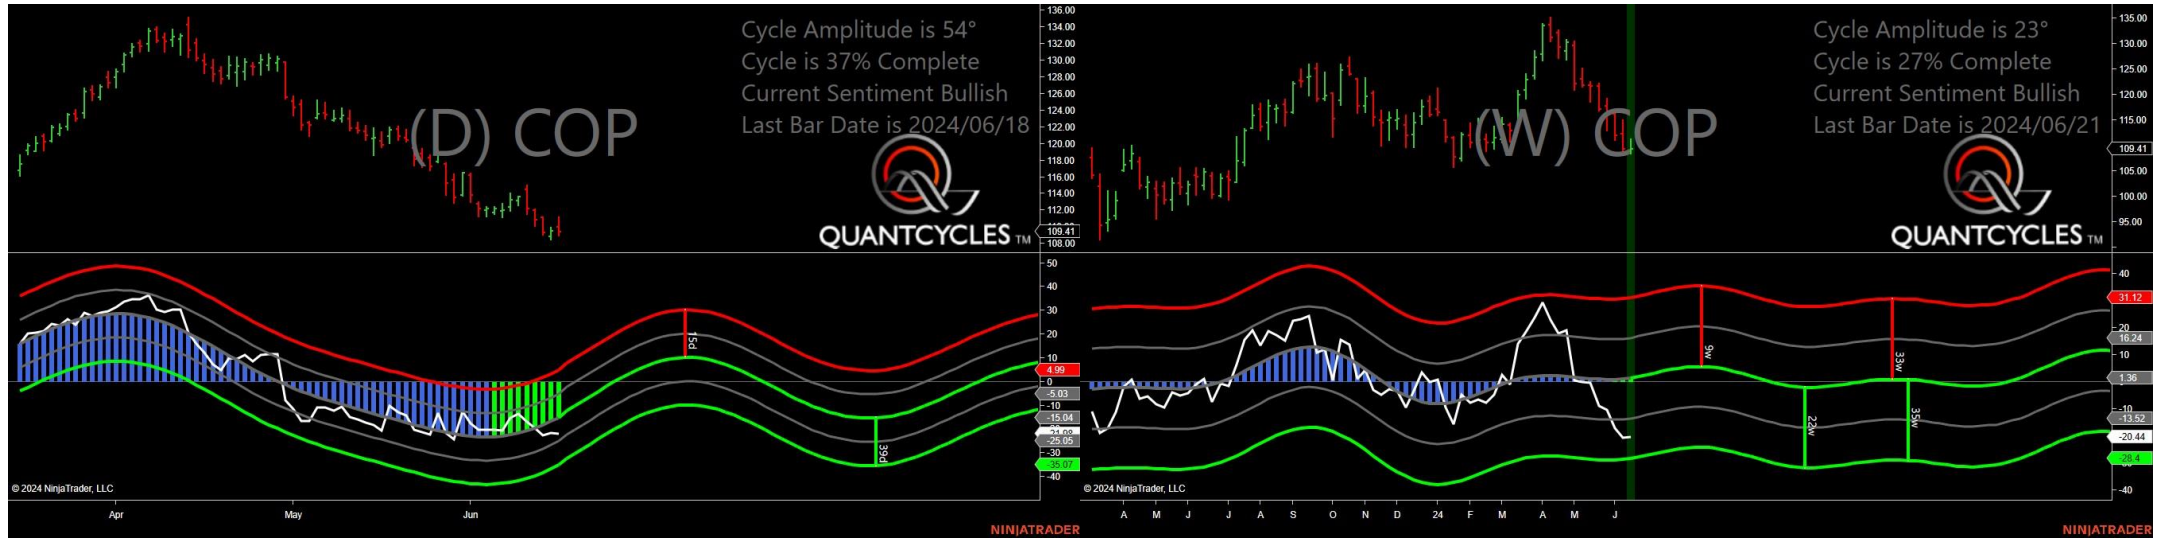 Cycle Amplitude is 54°
Cycle is 37% Complete
Current Sentiment Bullish
Last Bar Date is 2024/06/18
(D) COP
QUANTCYCLES TM
136.00
134.00
132.00
130.00
128.00
126.00
124.00
122.00
120.00
118.00
116.00
114.00
112.00
109.41
108.00
50
40
30
20
10
4.99
0
-5.03
-10
-15.04
-25.05
-30
-35.07
-40
15d
39d
© 2024 NinjaTrader, LLC
Apr
May
Jun
NINJATRADER
Cycle Amplitude is 23°
Cycle is 27% Complete
Current Sentiment Bullish
Last Bar Date is 2024/06/21
(W) COP
QUANTCYCLES TM
135.00
130.00
125.00
120.00
115.00
109.41
105.00
100.00
95.00
40
31.12
20
16.24
10
1.36
-10
-13.52
-20.44
-28.4
-40
9w
33w
22w
35w
© 2024 NinjaTrader, LLC
A M J J A S O N D 24 F M A M J
NINJATRADER